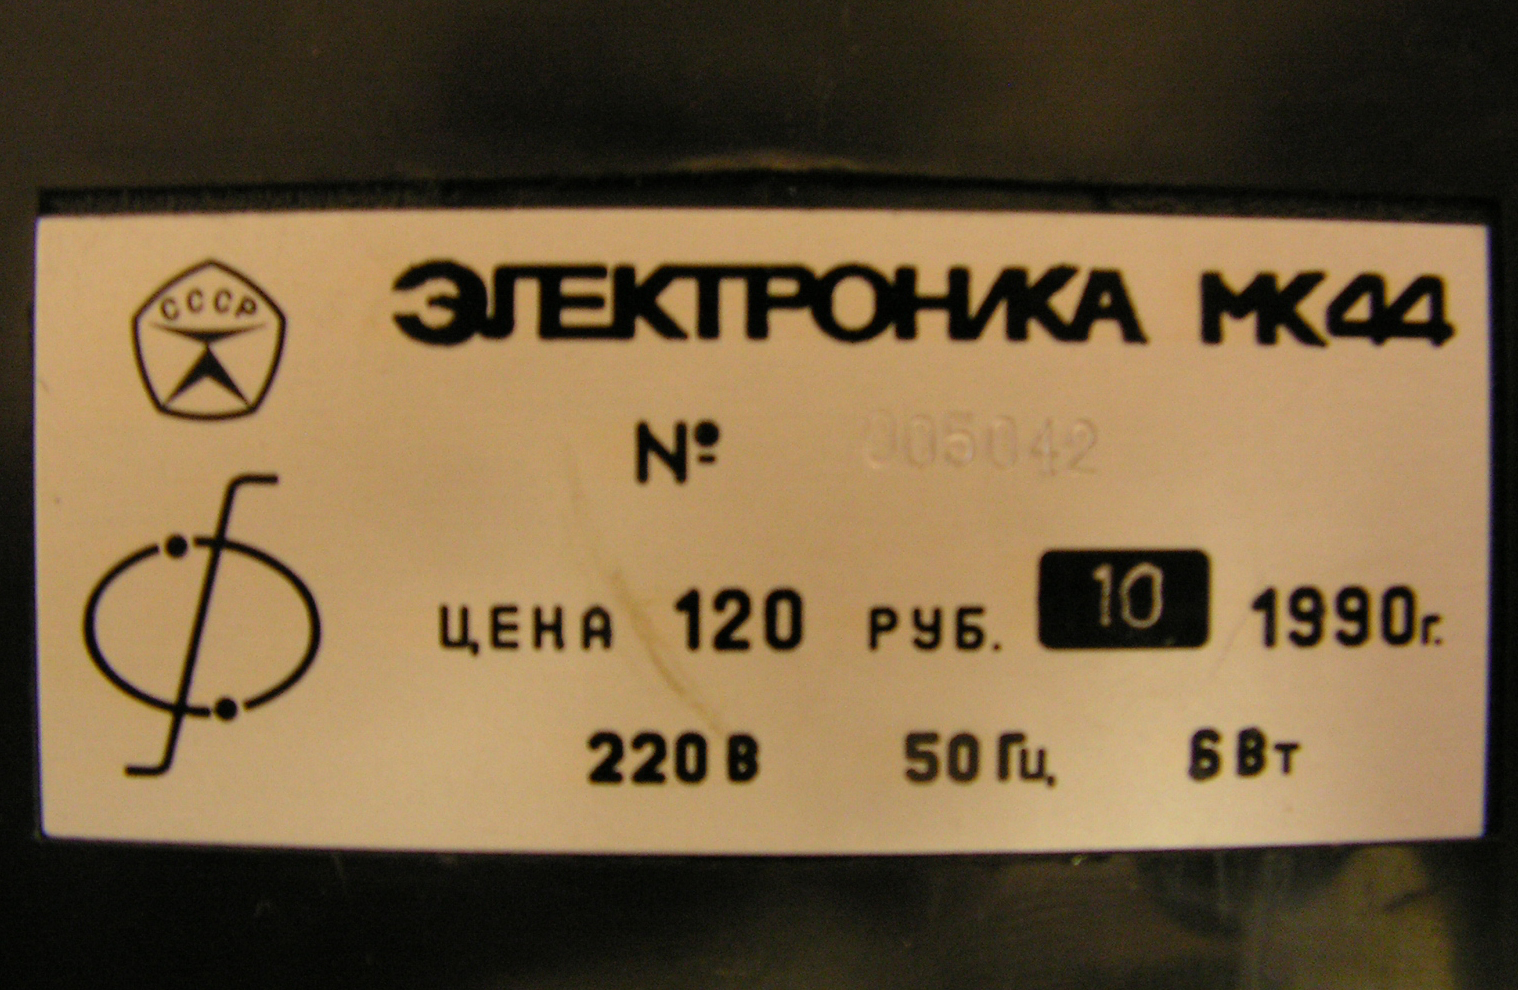 СССР
ЭЛЕКТРОНИКА МК44
№ 005042
ЦЕНА 120 РУБ. 10 1990г.
220 В 50 Гц, 6 Вт